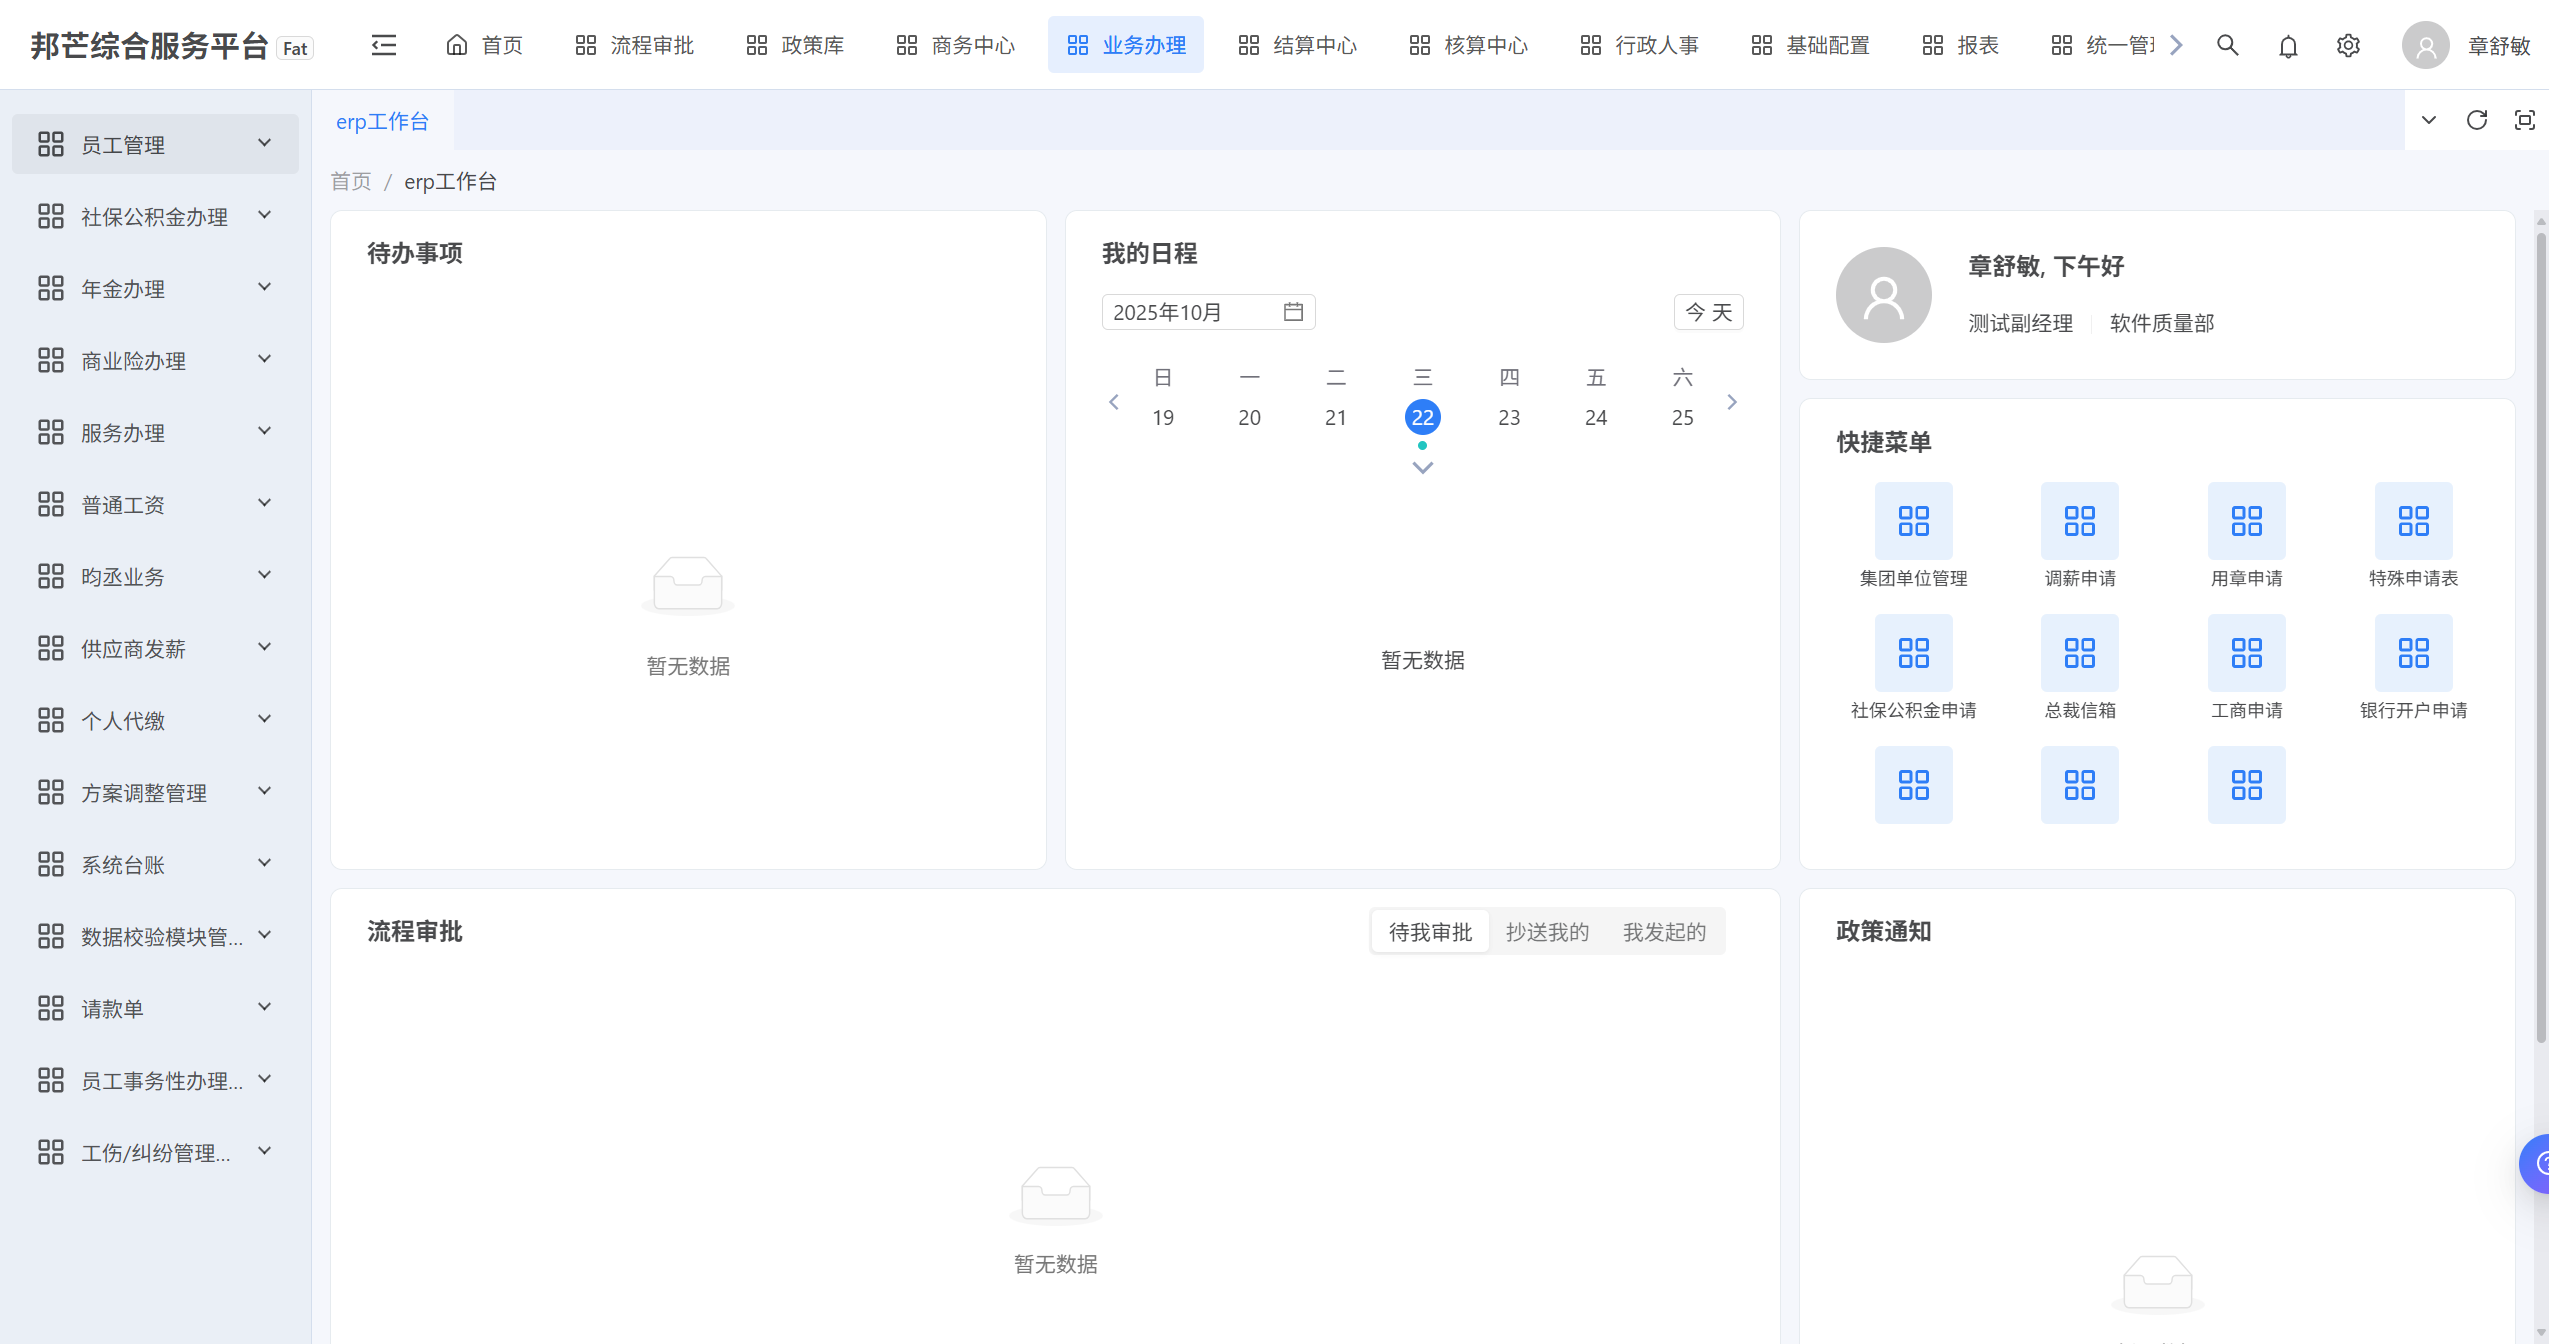 邦芒综合服务平台 Fat
首页
流程审批
政策库
商务中心
业务办理
结算中心
核算中心
行政人事
基础配置
报表
统一管
章舒敏
员工管理
社保公积金办理
年金办理
商业险办理
服务办理
普通工资
昀丞业务
供应商发薪
个人代缴
方案调整管理
系统台账
数据校验模块管...
请款单
员工事务性办理...
工伤/纠纷管理...
erp工作台
首页 / erp工作台
待办事项
暂无数据
我的日程
2025年10月
今天
日 一 二 三 四 五 六
19 20 21 22 23 24 25
暂无数据
章舒敏, 下午好
测试副经理 软件质量部
快捷菜单
集团单位管理 调薪申请 用章申请 特殊申请表
社保公积金申请 总裁信箱 工商申请 银行开户申请
流程审批
待我审批 抄送我的 我发起的
暂无数据
政策通知